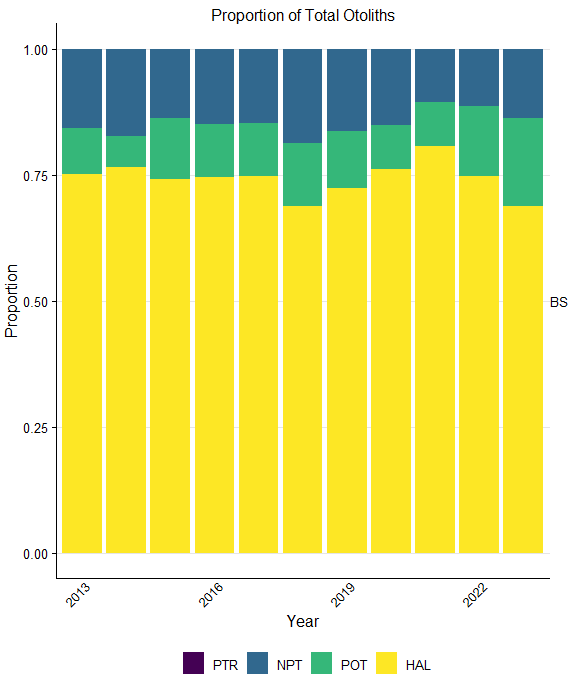 Proportion of Total Otoliths
Proportion
1.00
0.75
0.50
0.25
0.00
BS
2013 2016 2019 2022
Year
PTR NPT POT HAL